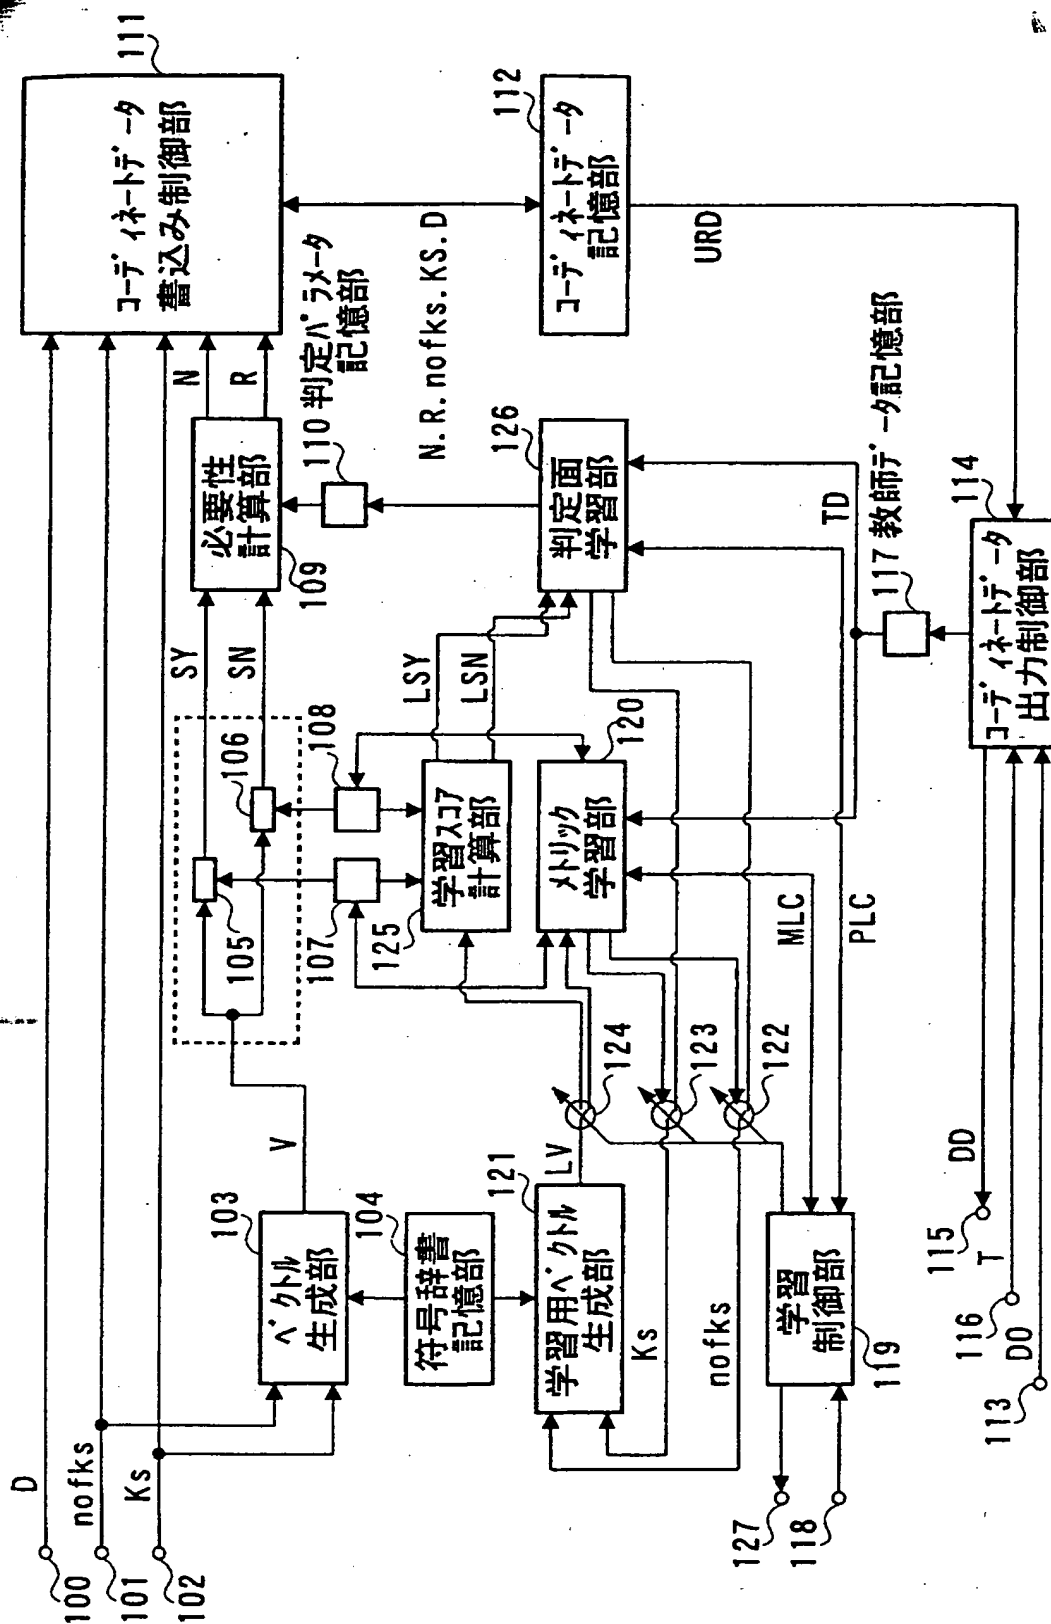 D
100
nofks
101
Ks
102
コーディネートデータ
書込み制御部
111
N
R
必要性
計算部
109
SY
SN
105
106
V
ベクトル
生成部
103
符号辞書
記憶部
104
107
108
110 判定パラメータ
記憶部
N.R.nofks.KS.D
コーディネートデータ
記憶部
112
URD
学習スコア
計算部
125
LSY
LSN
判定面
学習部
126
メトリック
学習部
120
学習用ベクトル
生成部
121
LV
124
123
122
Ks
nofks
MLC
PLC
TD
117 教師データ記憶部
学習
制御部
119
127
118
コーディネートデータ
出力制御部
114
DD
115
T
116
DO
113